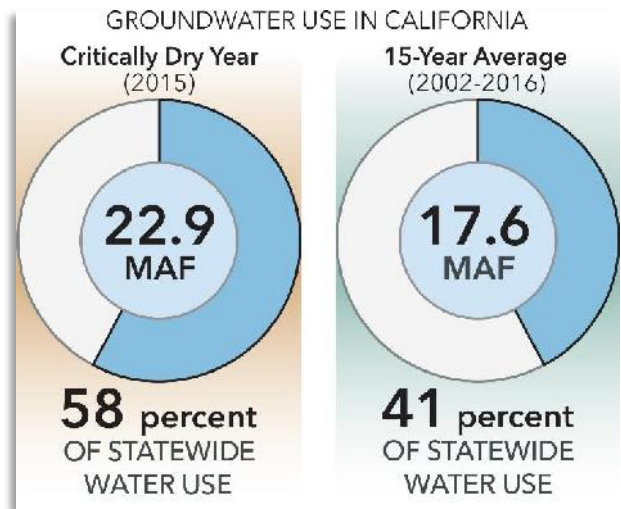 GROUNDWATER USE IN CALIFORNIA
Critically Dry Year
(2015)
22.9
MAF
58 percent
OF STATEWIDE
WATER USE
15-Year Average
(2002-2016)
17.6
MAF
41 percent
OF STATEWIDE
WATER USE